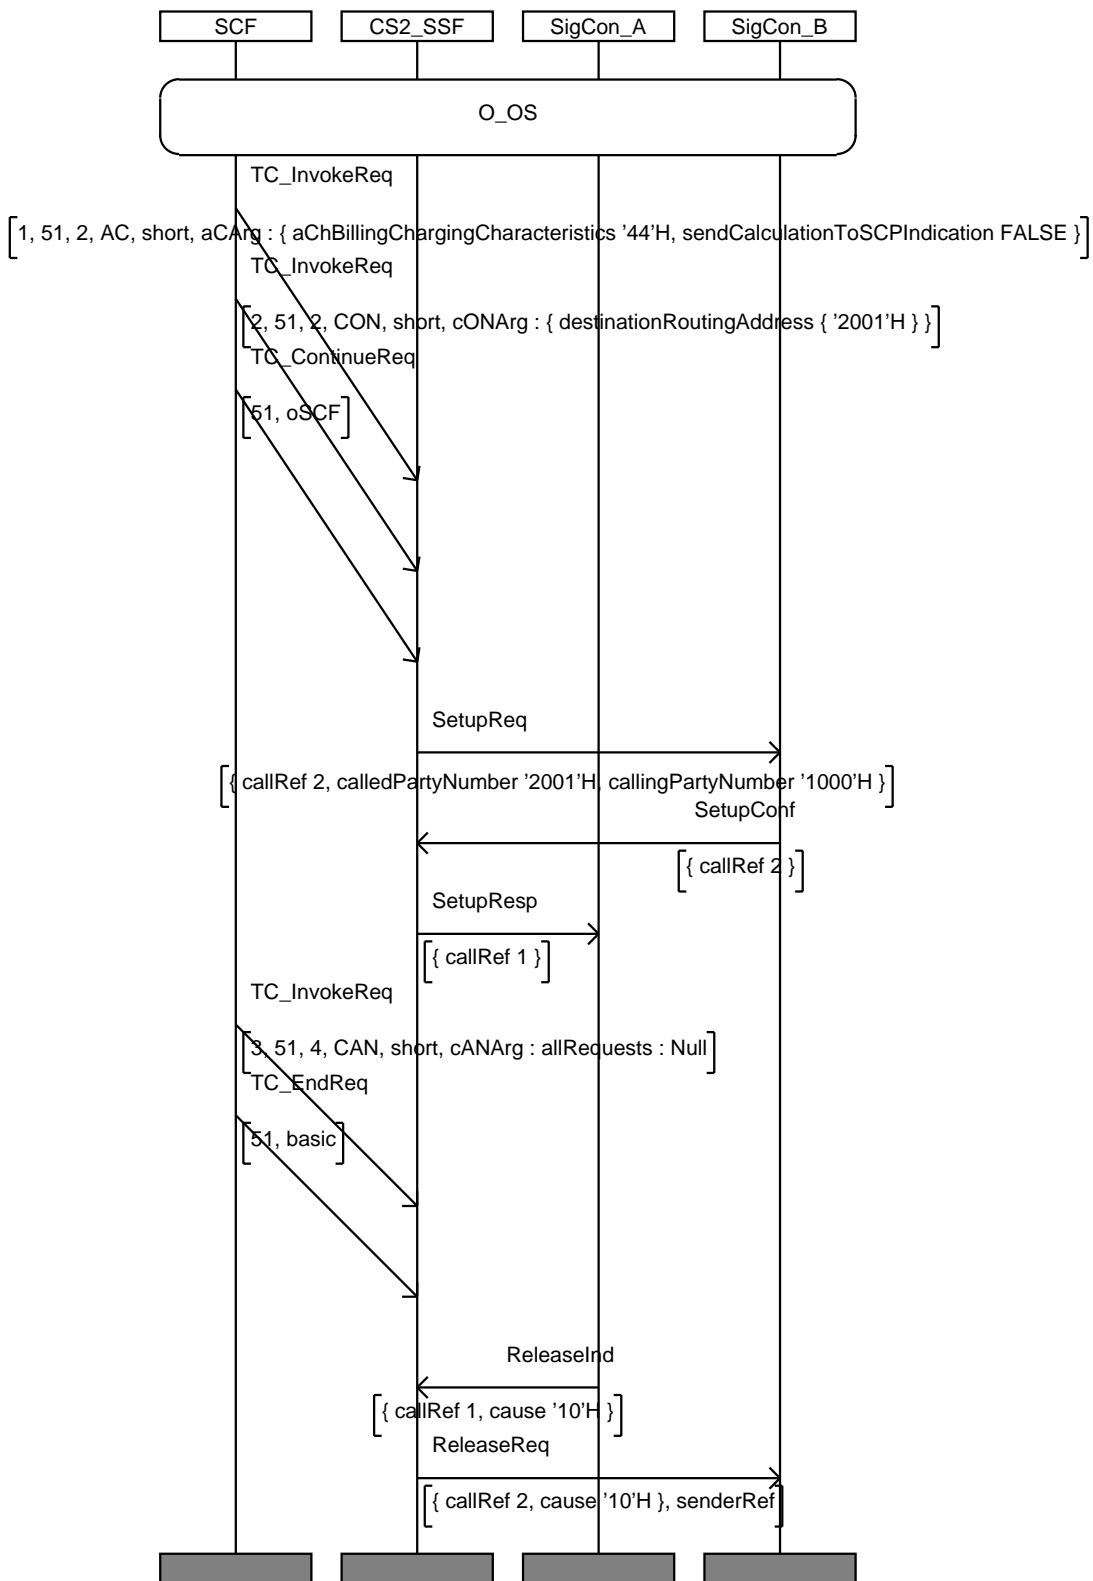 SCF CS2_SSF SigCon_A SigCon_B
O_OS
TC_InvokeReq
1, 51, 2, AC, short, aCArg : { aChBillingChargingCharacteristics '44'H, sendCalculationToSCPIndication FALSE }
TC_InvokeReq
2, 51, 2, CON, short, cONArg : { destinationRoutingAddress { '2001'H } }
TC_ContinueReq
51, oSCF
SetupReq
{ callRef 2, calledPartyNumber '2001'H, callingPartyNumber '1000'H }
SetupConf
{ callRef 2 }
SetupResp
{ callRef 1 }
TC_InvokeReq
3, 51, 4, CAN, short, cANArg : allRequests : Null
TC_EndReq
51, basic
ReleaseInd
{ callRef 1, cause '10'H }
ReleaseReq
{ callRef 2, cause '10'H }, senderRef